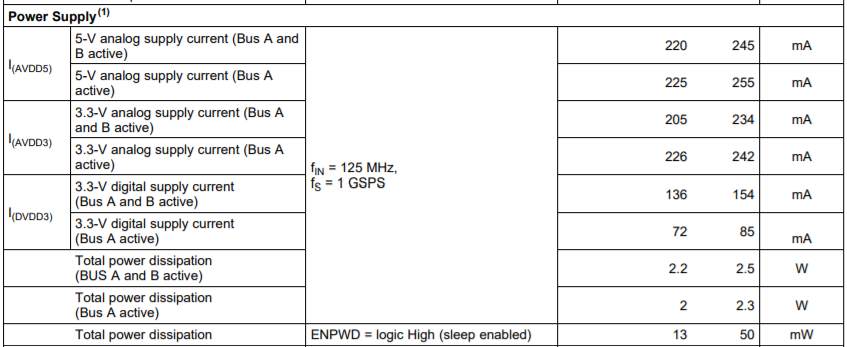 Power Supply(1)
I(AVDD5)
5-V analog supply current (Bus A and
B active)
220 245 mA
5-V analog supply current (Bus A
active)
225 255 mA
I(AVDD3)
3.3-V analog supply current (Bus A
and B active)
205 234 mA
3.3-V analog supply current (Bus A
active)
226 242 mA
fIN = 125 MHz,
fS = 1 GSPS
I(DVDD3)
3.3-V digital supply current
(Bus A and B active)
136 154 mA
3.3-V digital supply current
(Bus A active)
72 85 mA
Total power dissipation
(BUS A and B active)
2.2 2.5 W
Total power dissipation
(Bus A active)
2 2.3 W
Total power dissipation ENPWD = logic High (sleep enabled) 13 50 mW